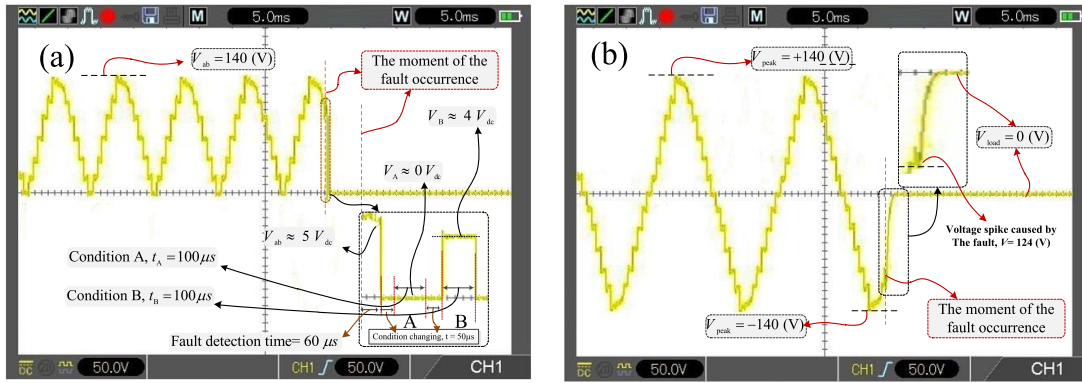 M
5.0ms
W
5.0ms
(a)
V_ab = 140 (V)
The moment of the
fault occurrence
V_B ≈ 4 V_dc
V_A ≈ 0 V_dc
V_ab ≈ 5 V_dc
Condition A, t_A = 100μs
Condition B, t_B = 100μs
A
B
Condition changing, t = 50μs
Fault detection time= 60 μs
DC
50.0V
CH1
50.0V
CH1
M
5.0ms
W
5.0ms
(b)
V_peak = +140 (V)
V_load = 0 (V)
Voltage spike caused by
The fault, V= 124 (V)
V_peak = −140 (V)
The moment of the
fault occurrence
DC
50.0V
CH1
50.0V
CH1